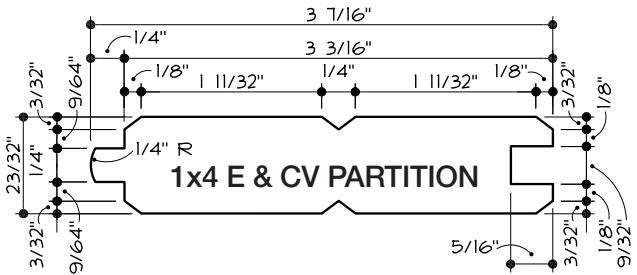 3 7/16"
1/4" 3 3/16"
1/8" 1 11/32" 1/4" 1 11/32" 1/8"
3/32" 9/64" 3/32" 1/8"
23/32" 1/4" 1/4" R
1x4 E & CV PARTITION
3/32" 9/64" 5/16" 3/32" 1/8" 9/32"